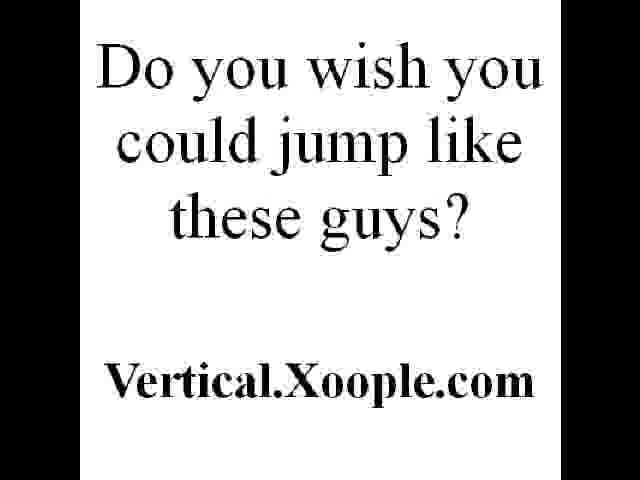 Do you wish you
could jump like
these guys?
Vertical.Xoople.com